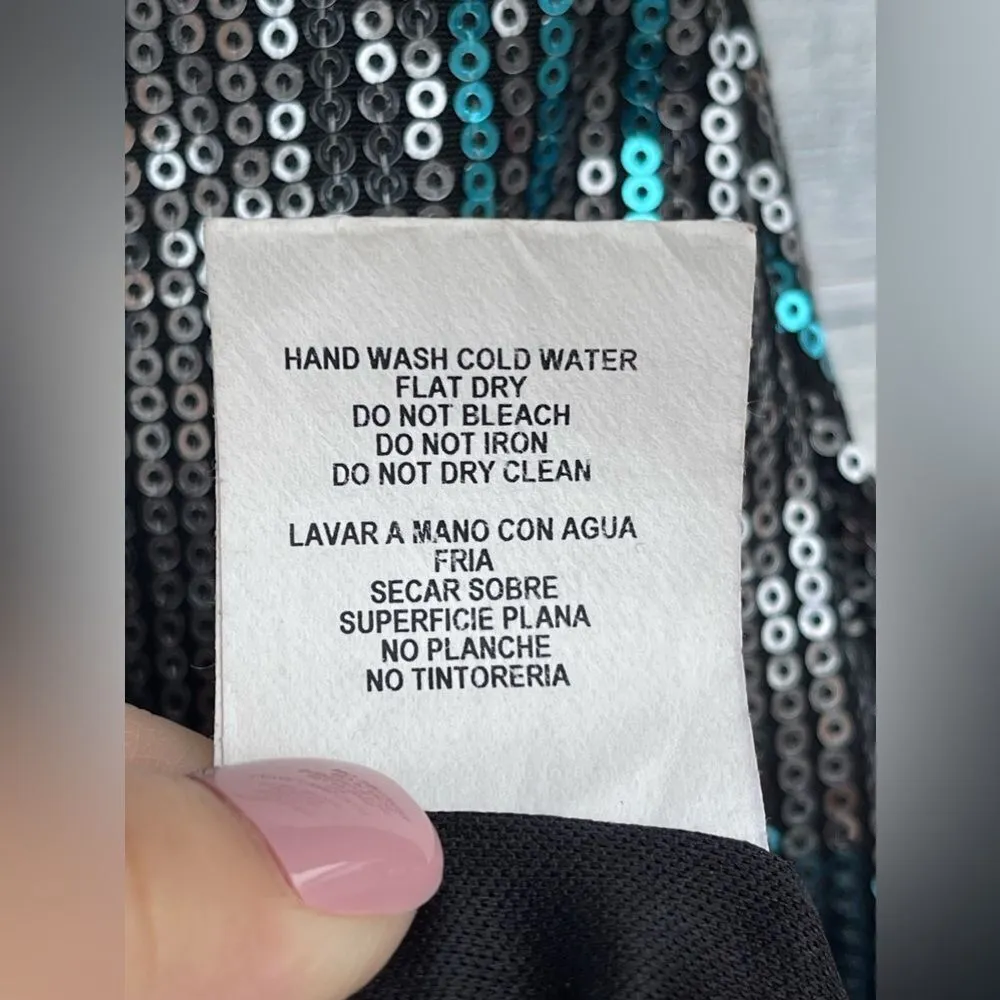 HAND WASH COLD WATER
FLAT DRY
DO NOT BLEACH
DO NOT IRON
DO NOT DRY CLEAN
LAVAR A MANO CON AGUA
FRIA
SECAR SOBRE
SUPERFICIE PLANA
NO PLANCHE
NO TINTORERIA